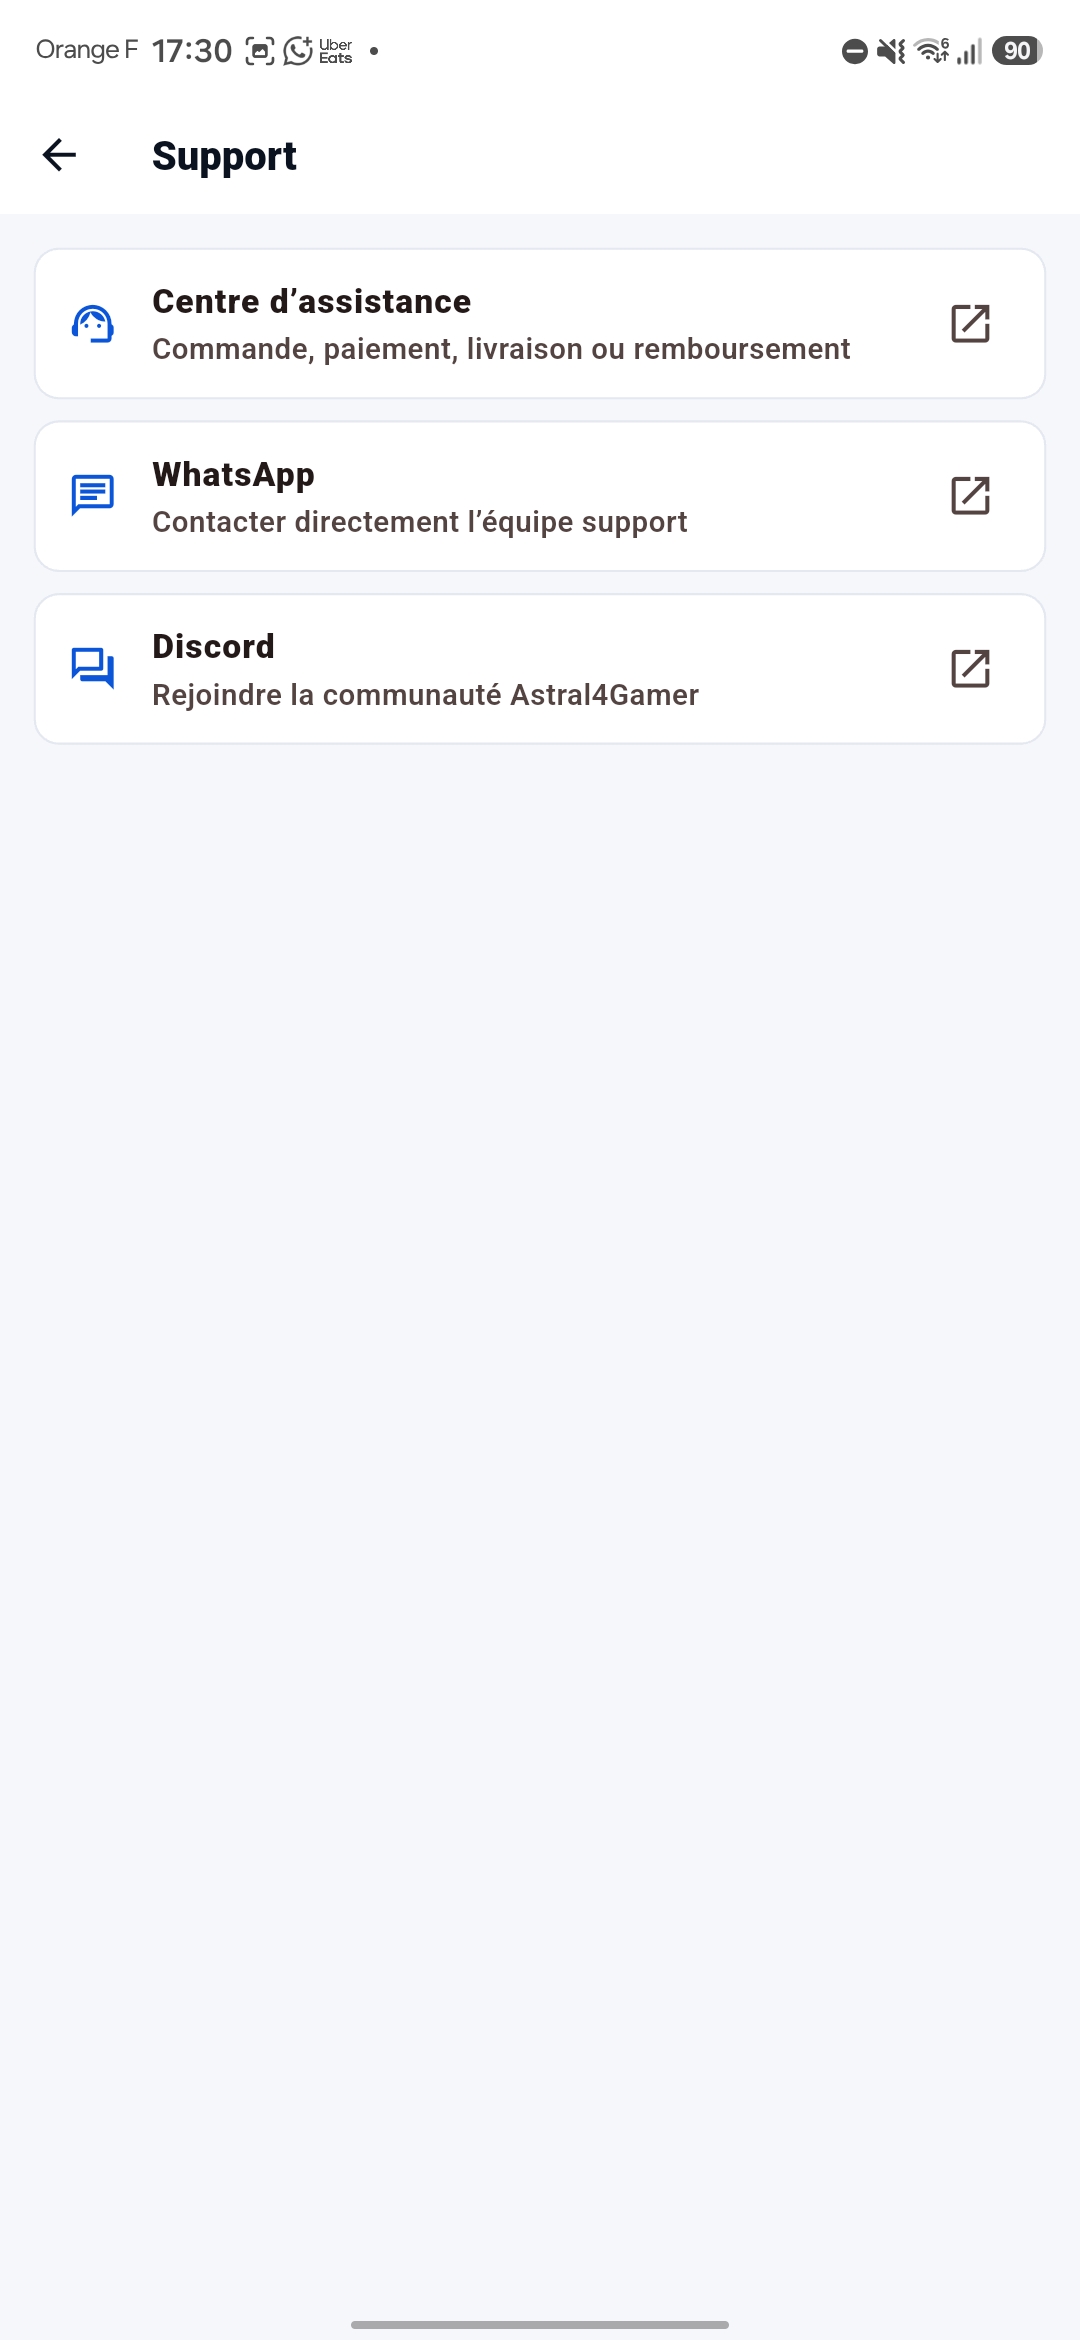 Orange F 17:30 Uber Eats 6 90
Support
Centre d’assistance
Commande, paiement, livraison ou remboursement
WhatsApp
Contacter directement l’équipe support
Discord
Rejoindre la communauté Astral4Gamer